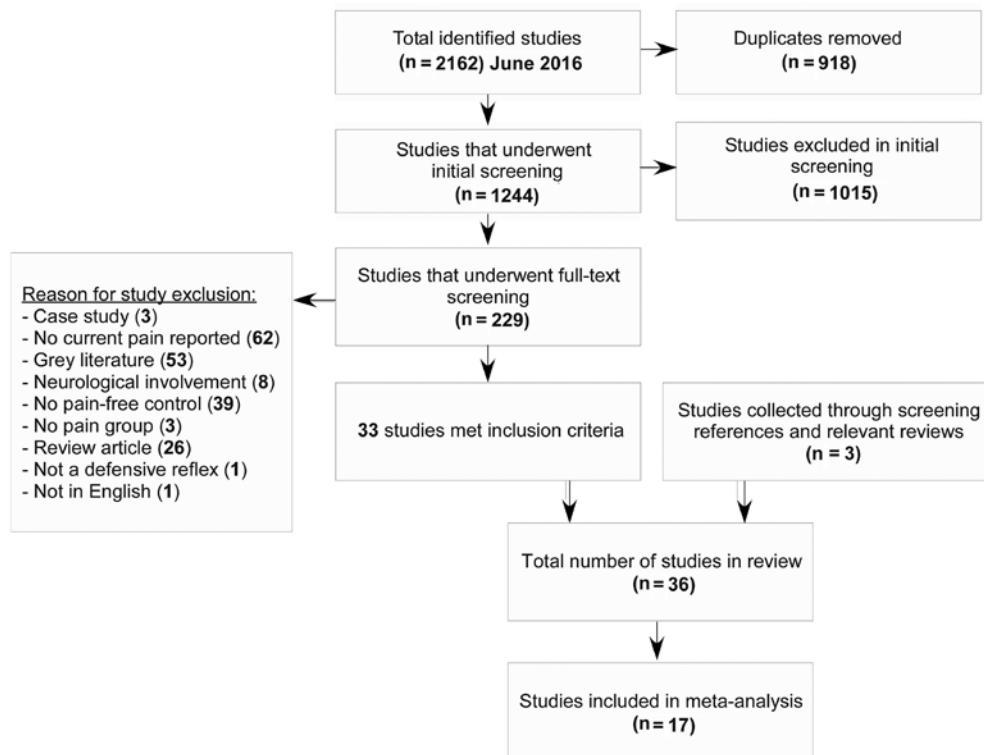 Total identified studies
(n = 2162) June 2016
Duplicates removed
(n = 918)
Studies that underwent
initial screening
(n = 1244)
Studies excluded in initial
screening
(n = 1015)
Studies that underwent full-text
screening
(n = 229)
Reason for study exclusion:
- Case study (3)
- No current pain reported (62)
- Grey literature (53)
- Neurological involvement (8)
- No pain-free control (39)
- No pain group (3)
- Review article (26)
- Not a defensive reflex (1)
- Not in English (1)
33 studies met inclusion criteria
Studies collected through screening
references and relevant reviews
(n = 3)
Total number of studies in review
(n = 36)
Studies included in meta-analysis
(n = 17)